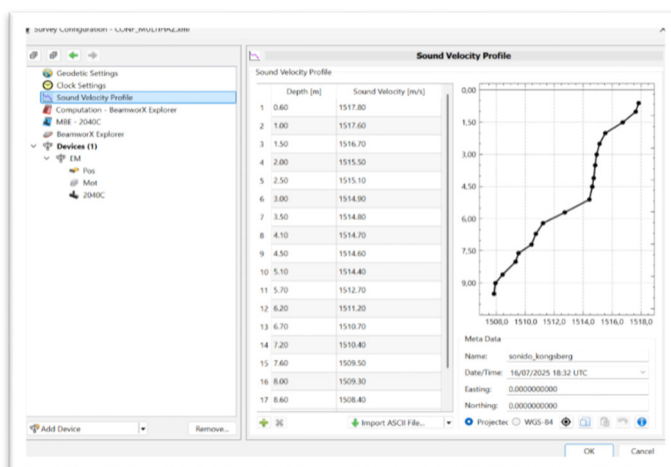 Survey Configuration - CONF_MULTIHAZ.xml
Sound Velocity Profile
Geodetic Settings
Clock Settings
Sound Velocity Profile
Computation - BeamworX Explorer
MBE - 2040C
BeamworX Explorer
Devices (1)
EM
Pos
Mot
2040C
Add Device
Remove...
Sound Velocity Profile
Depth [m] Sound Velocity [m/s]
1 0.60 1517.80
2 1.00 1517.60
3 1.50 1516.70
4 2.00 1515.50
5 2.50 1515.10
6 3.00 1514.90
7 3.50 1514.80
8 4.10 1514.70
9 4.50 1514.60
10 5.10 1514.40
11 5.70 1512.70
12 6.20 1511.20
13 6.70 1510.70
14 7.20 1510.40
15 7.60 1509.50
16 8.00 1509.30
17 8.60 1508.40
Import ASCII File...
0,00
1,50
3,00
4,50
6,00
7,50
9,00
1508,0 1510,0 1512,0 1514,0 1516,0 1518,0
Meta Data
Name: sonido_kongsberg
Date/Time: 16/07/2025 18:32 UTC
Easting: 0.0000000000
Northing: 0.0000000000
Projected WGS-84
OK Cancel